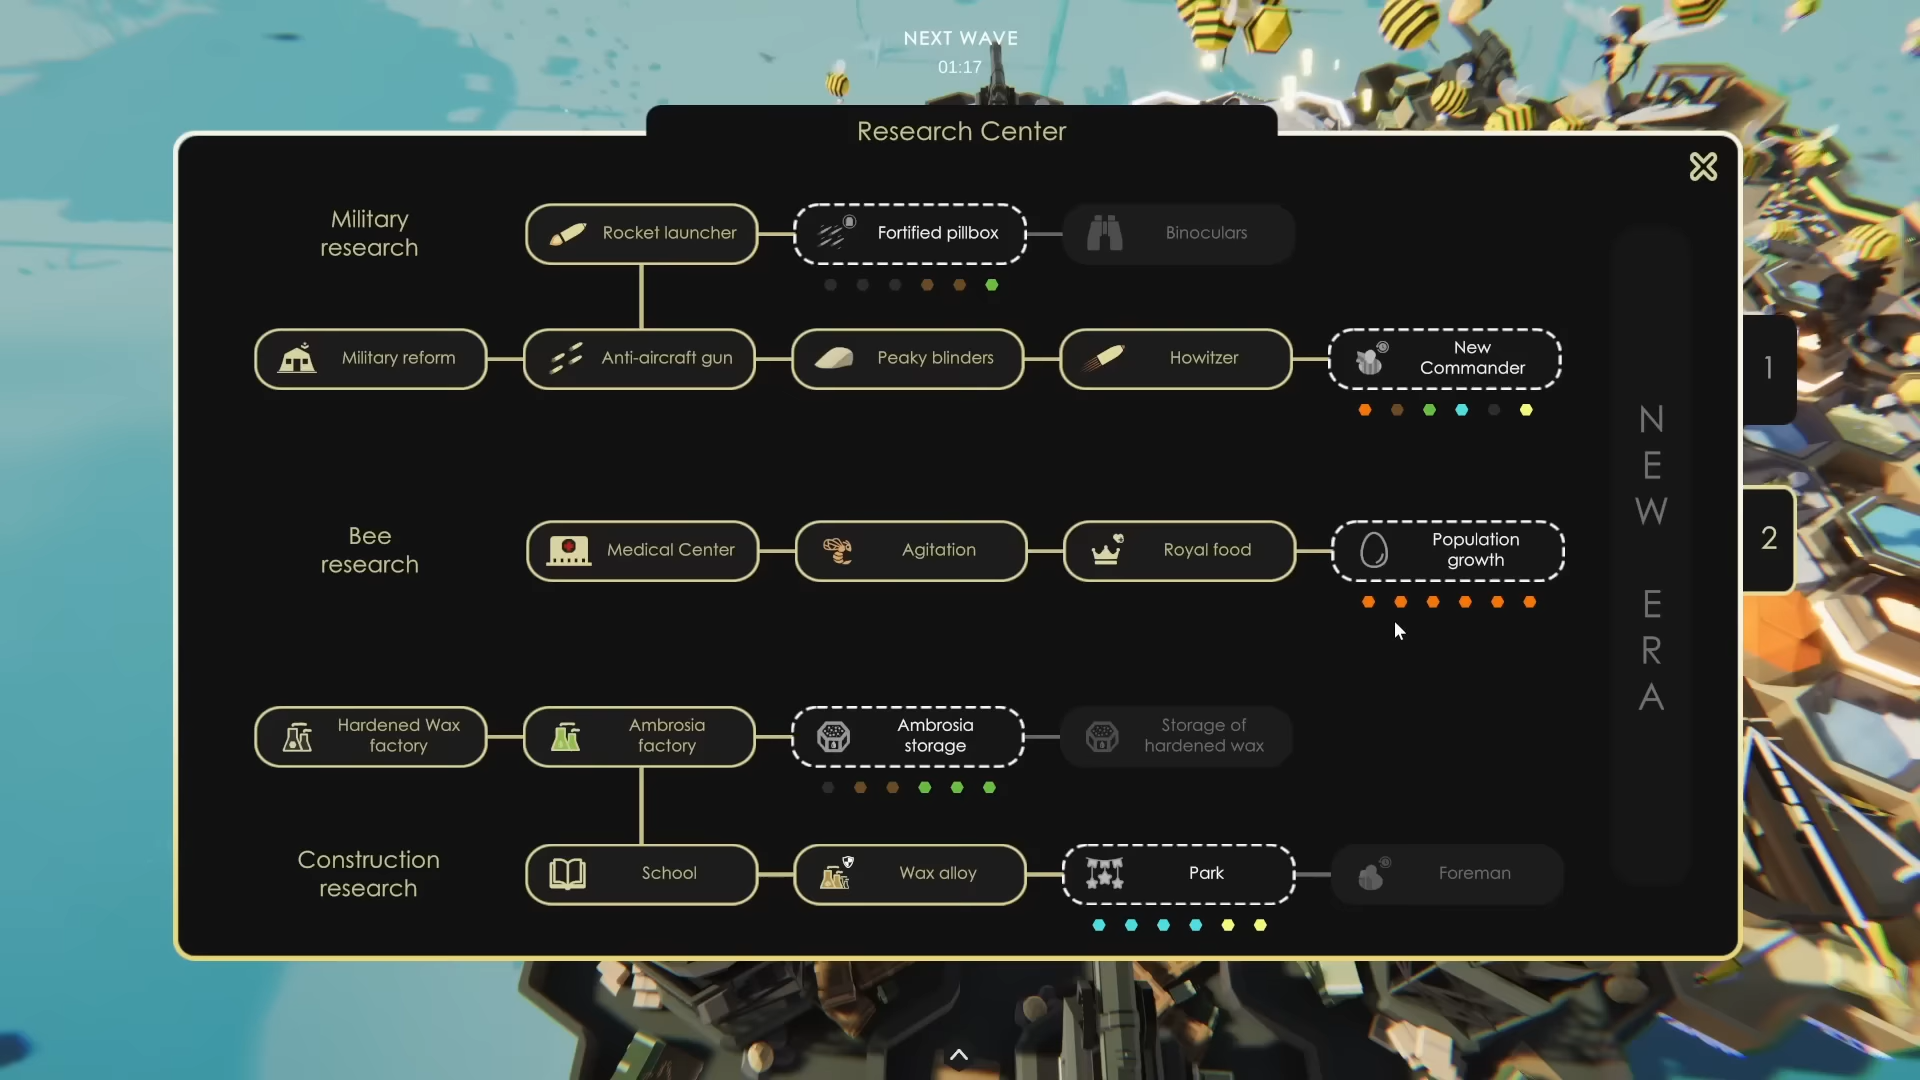 NEXT WAVE
01:17
Research Center
Military
research
Rocket launcher
Fortified pillbox
Binoculars
Military reform
Anti-aircraft gun
Peaky blinders
Howitzer
New
Commander
1
Bee
research
Medical Center
Agitation
Royal food
Population
growth
2
NEW ERA
Hardened Wax
factory
Ambrosia
factory
Ambrosia
storage
Storage of
hardened wax
Construction
research
School
Wax alloy
Park
Foreman